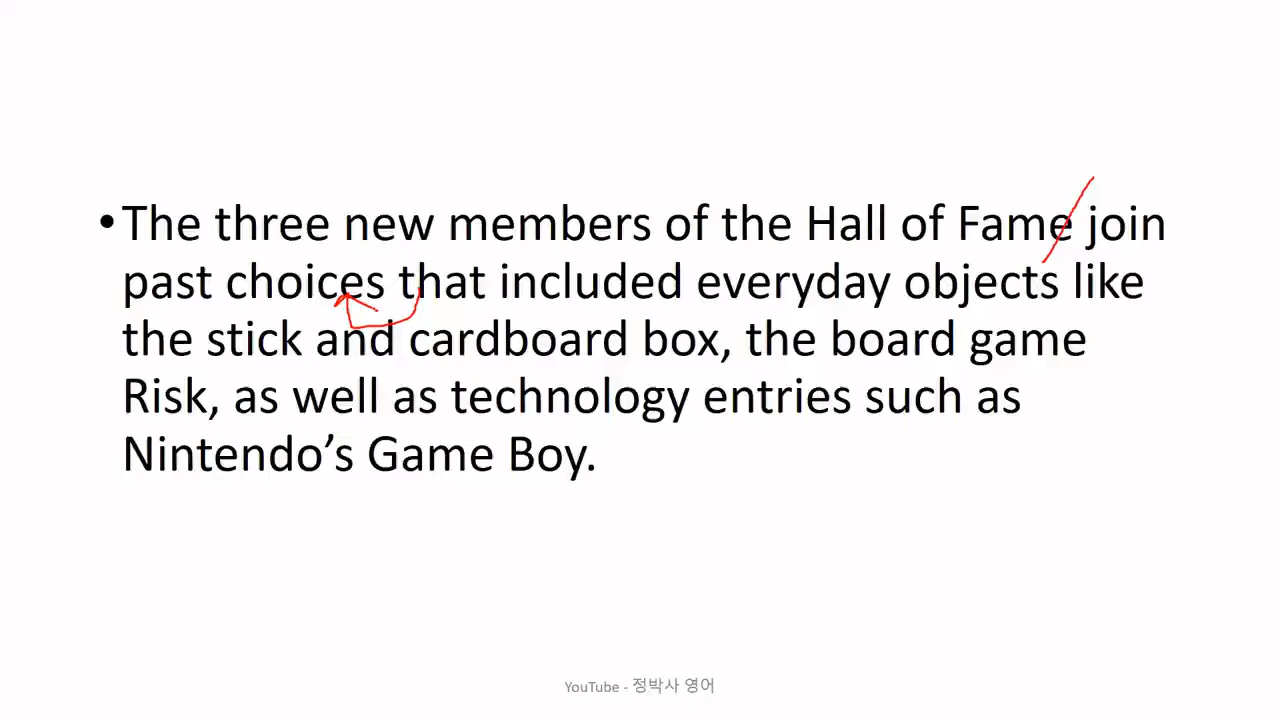 •The three new members of the Hall of Fame join
past choices that included everyday objects like
the stick and cardboard box, the board game
Risk, as well as technology entries such as
Nintendo’s Game Boy.
YouTube - 정박사 영어